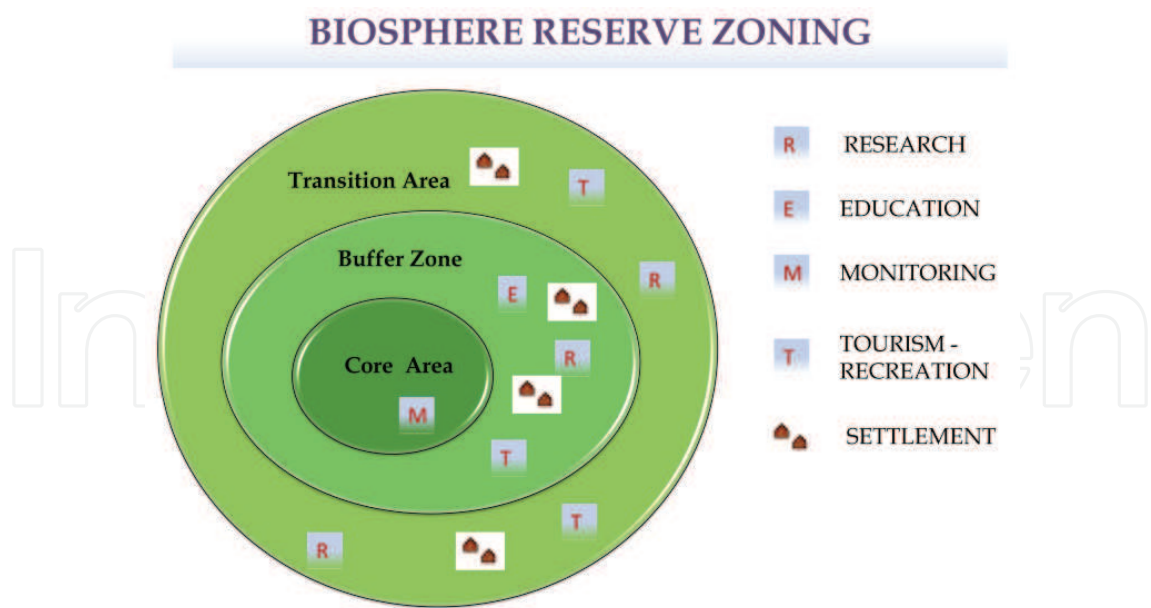 BIOSPHERE RESERVE ZONING
Transition Area
T
Buffer Zone
R
E
R
Core Area
M
T
T
R
R RESEARCH
E EDUCATION
M MONITORING
T TOURISM -
RECREATION
SETTLEMENT